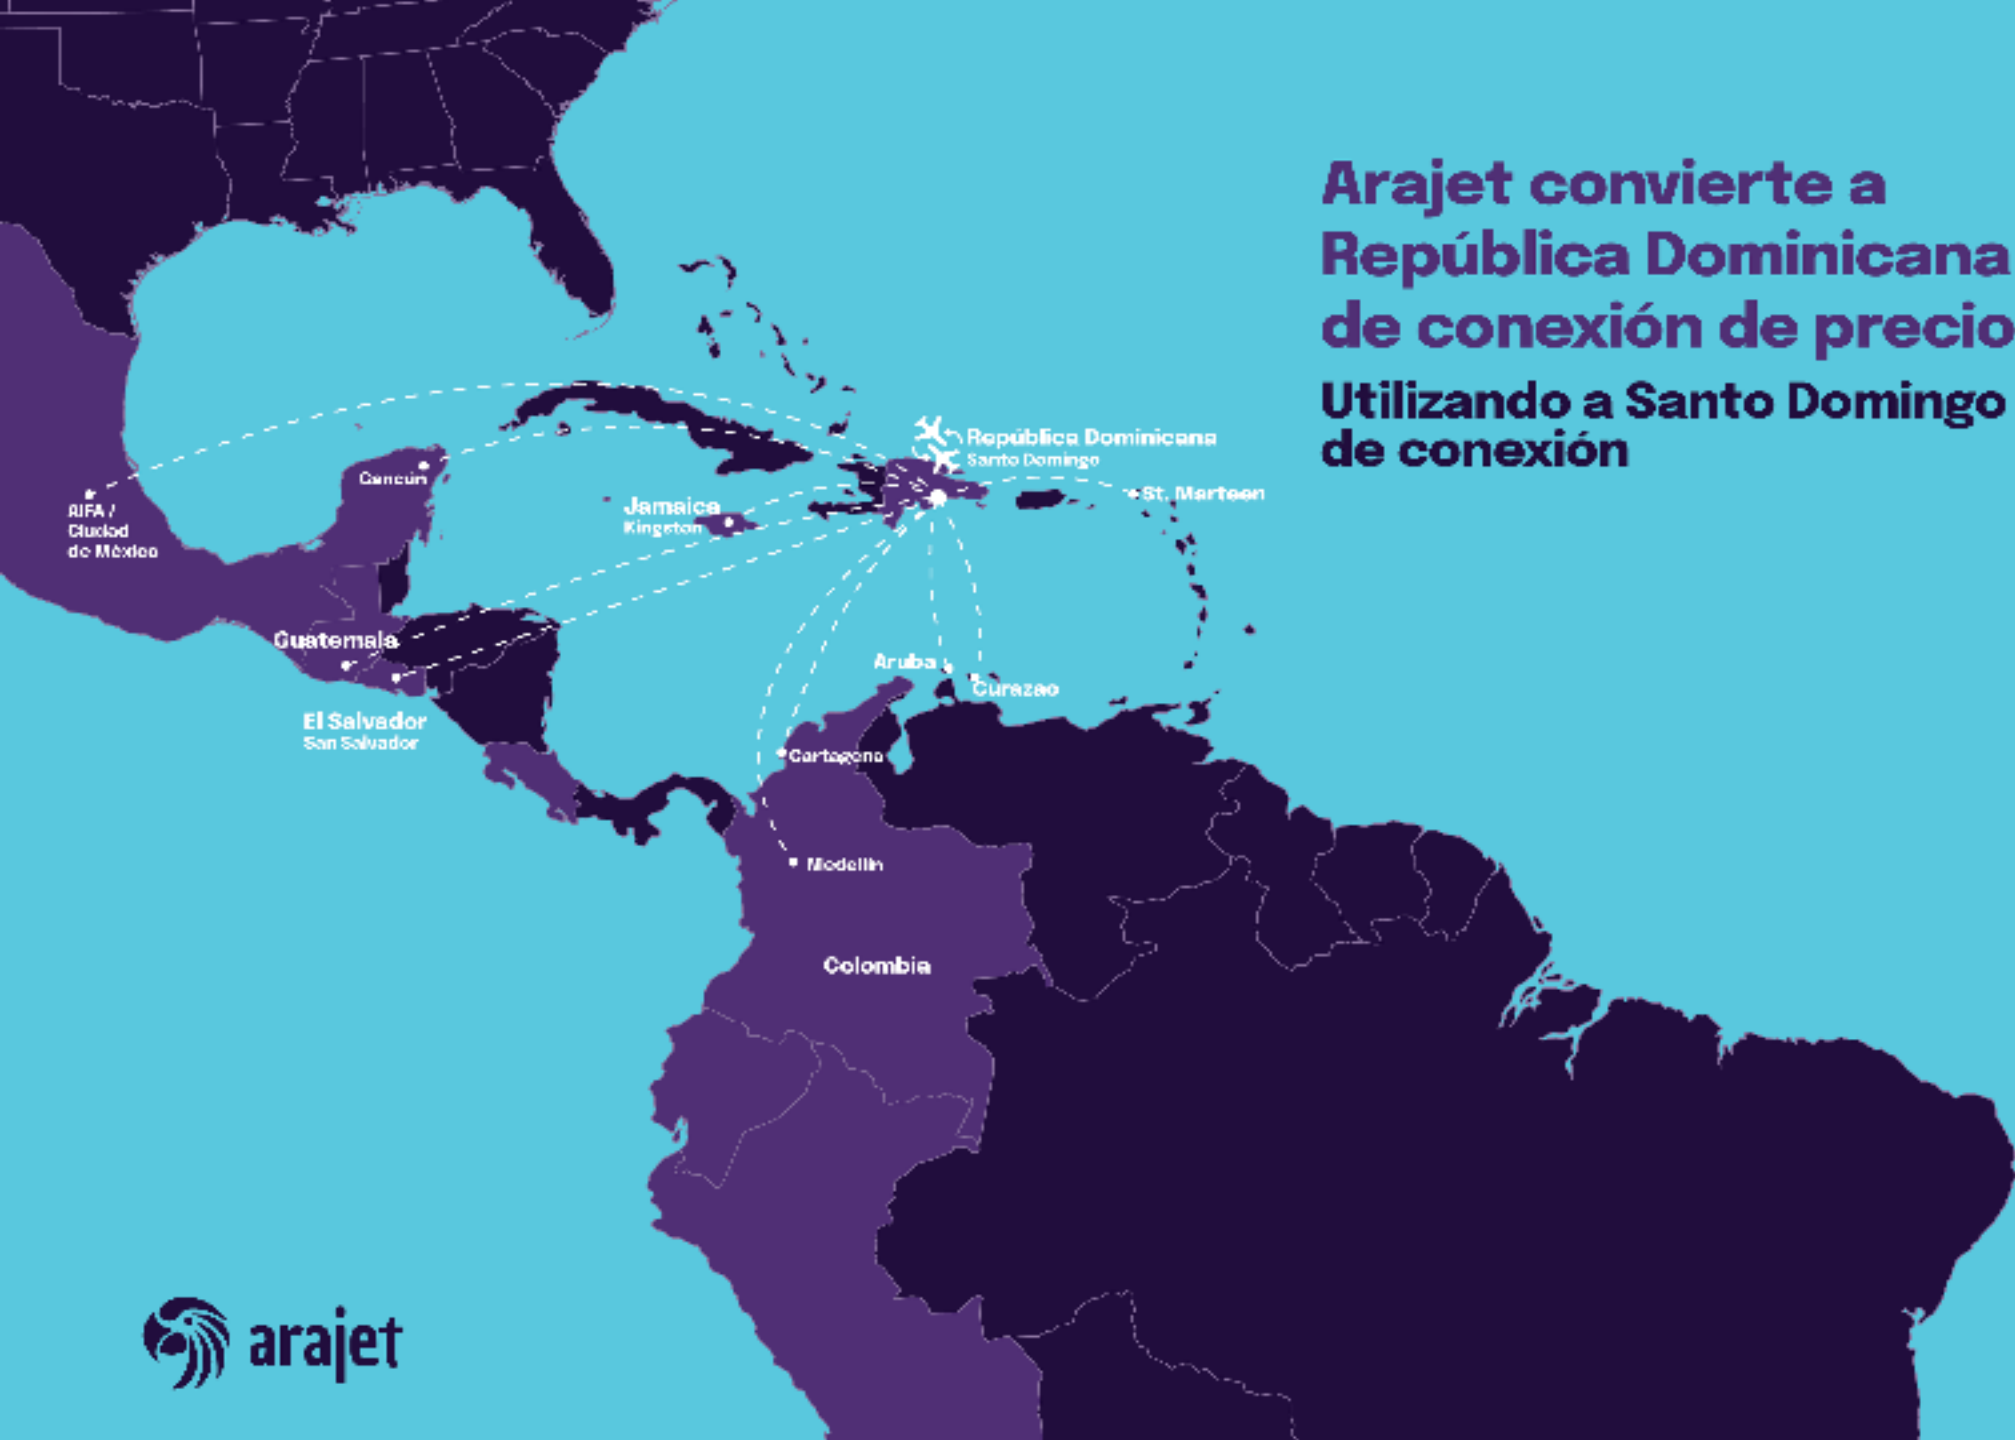 Arajet convierte a
República Dominicana
de conexión de precio
Utilizando a Santo Domingo
de conexión
República Dominicana
Santo Domingo
St. Marteen
Cancún
AIFA /
Ciudad
de México
Jamaica
Kingston
Guatemala
El Salvador
San Salvador
Aruba
Curazao
Cartagena
Medellín
Colombia
arajet